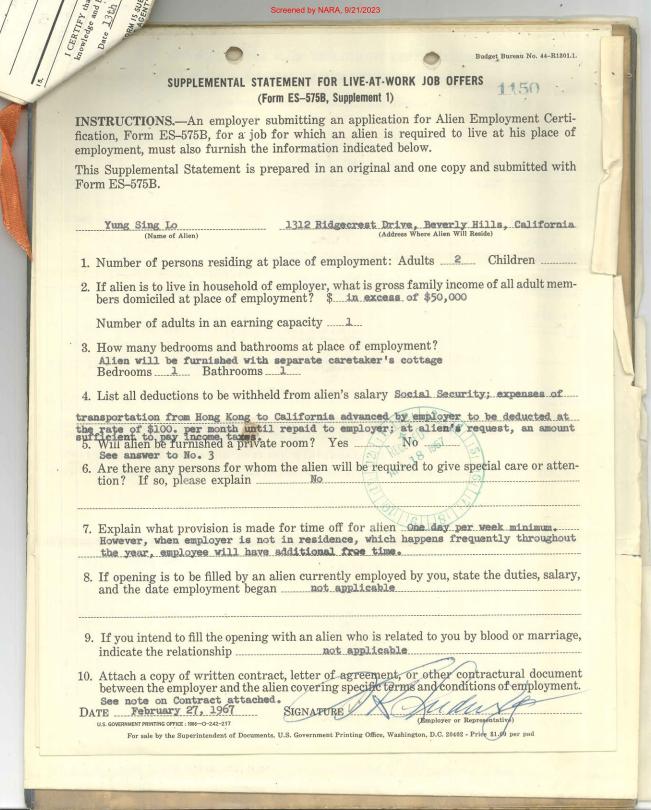 Screened by NARA, 9/21/2023
I CERTIFY tha
knowledge and b
Date 13th
15.
Budget Bureau No. 44-R1301.1.
SUPPLEMENTAL STATEMENT FOR LIVE-AT-WORK JOB OFFERS
(Form ES-575B, Supplement 1)
1150
INSTRUCTIONS.—An employer submitting an application for Alien Employment Certi-
fication, Form ES-575B, for a job for which an alien is required to live at his place of
employment, must also furnish the information indicated below.
This Supplemental Statement is prepared in an original and one copy and submitted with
Form ES-575B.
Yung Sing Lo 1312 Ridgecrest Drive, Beverly Hills, California
(Name of Alien) (Address Where Alien Will Reside)
1. Number of persons residing at place of employment: Adults 2 Children
2. If alien is to live in household of employer, what is gross family income of all adult mem-
bers domiciled at place of employment? $ in excess of $50,000
Number of adults in an earning capacity 1
3. How many bedrooms and bathrooms at place of employment?
Alien will be furnished with separate caretaker's cottage
Bedrooms 1 Bathrooms 1
4. List all deductions to be withheld from alien's salary Social Security; expenses of
transportation from Hong Kong to California advanced by employer to be deducted at
the rate of $100. per month until repaid to employer; at alien's request, an amount
sufficient to pay income taxes.
5. Will alien be furnished a private room? Yes No
See answer to No. 3
6. Are there any persons for whom the alien will be required to give special care or atten-
tion? If so, please explain No
7. Explain what provision is made for time off for alien One day per week minimum.
However, when employer is not in residence, which happens frequently throughout
the year, employee will have additional free time.
8. If opening is to be filled by an alien currently employed by you, state the duties, salary,
and the date employment began not applicable
9. If you intend to fill the opening with an alien who is related to you by blood or marriage,
indicate the relationship not applicable
10. Attach a copy of written contract, letter of agreement, or other contractural document
between the employer and the alien covering specific terms and conditions of employment.
See note on Contract attached.
DATE February 27, 1967 SIGNATURE
(Employer or Representative)
U.S. GOVERNMENT PRINTING OFFICE : 1966—O-242-217
For sale by the Superintendent of Documents, U.S. Government Printing Office, Washington, D.C. 20402 - Price $1.00 per pad